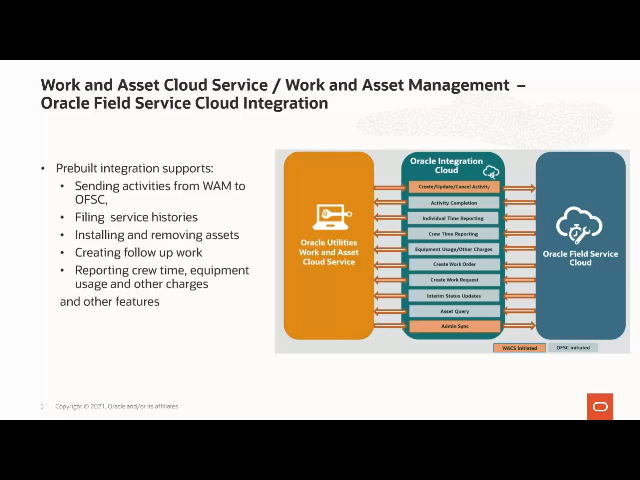 Work and Asset Cloud Service / Work and Asset Management –
Oracle Field Service Cloud Integration
• Prebuilt integration supports:
• Sending activities from WAM to
OFSC,
• Filing service histories
• Installing and removing assets
• Creating follow up work
• Reporting crew time, equipment
usage and other charges
and other features
Oracle Utilities
Work and Asset
Cloud Service
Oracle Integration
Cloud
Create/Update/Cancel Activity
Activity Completion
Individual Time Reporting
Crew Time Reporting
Equipment Usage/Other Charges
Create Work Order
Create Work Request
Interim Status Updates
Asset Query
Admin Sync
Oracle Field Service
Cloud
WACS initiated
OFSC initiated
5 Copyright © 2021, Oracle and/or its affiliates